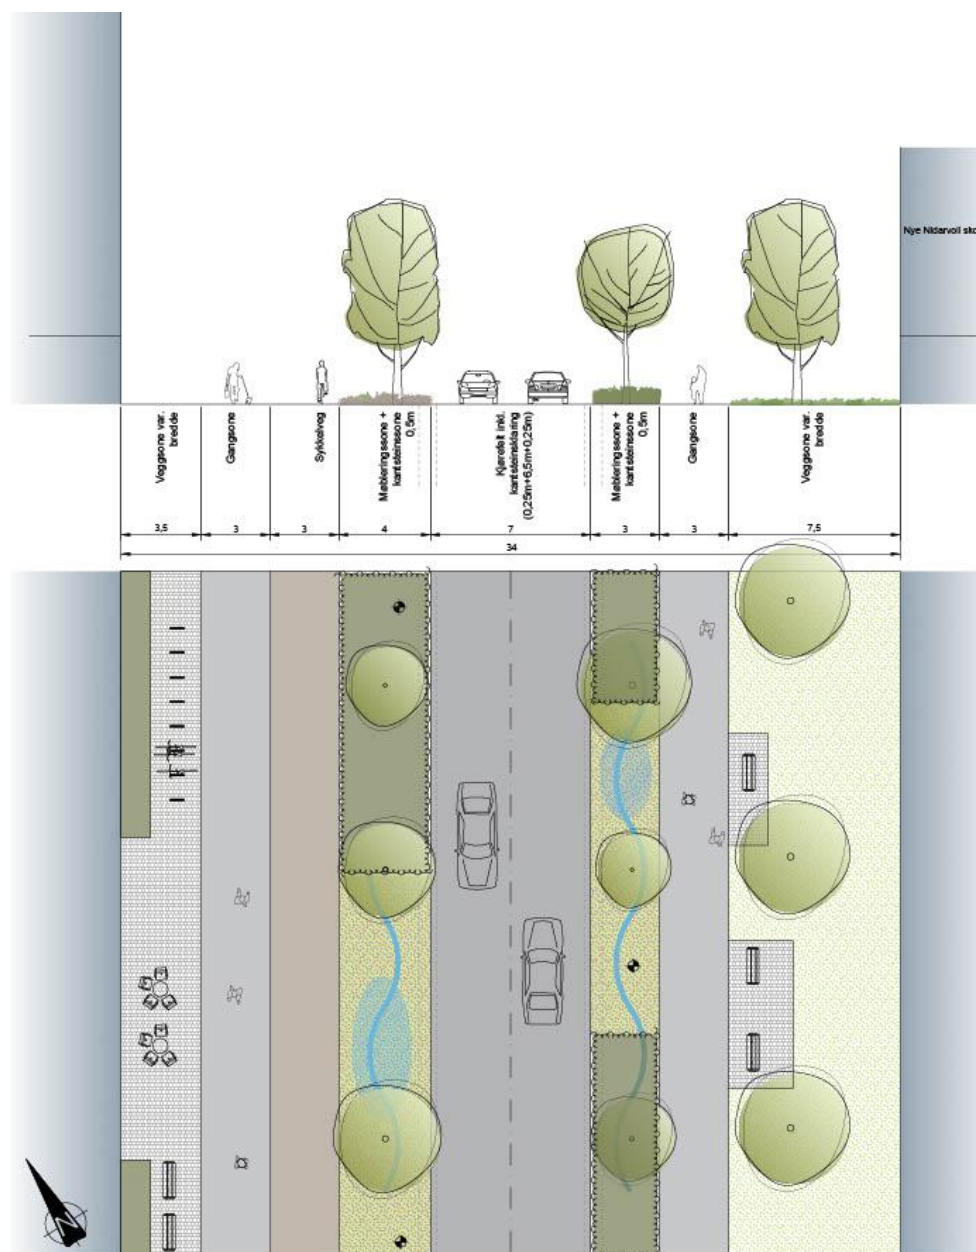 Nye Nidarvoll sko
Veggsone var.
bredde
Gangsone
Sykkelveg
Møbleringssone +
kantsteinssone
0,5m
Kjørefelt inkl.
kantsteinsklaring
(0,25m+6,5m+0,25m)
Møbleringssone +
kantsteinssone
0,5m
Gangsone
Veggsone var.
bredde
3,5
3
3
4
7
3
3
7,5
34
N